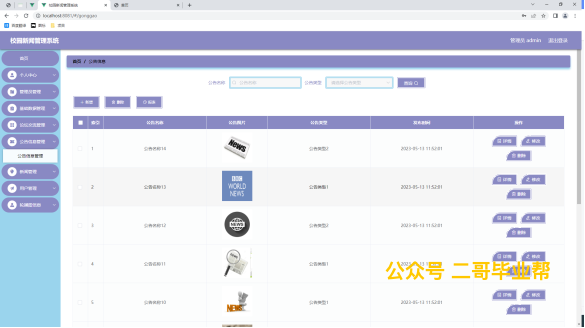 校园新闻管理系统
首页
localhost:8081/#/gonggao
校园新闻管理系统
管理员 admin
退出登录
首页
个人中心
管理员管理
基础数据管理
论坛交流管理
公告信息管理
公告信息管理
新闻管理
用户管理
轮播图信息
首页 / 公告信息
公告名称
公告名称
公告类型
请选择公告类型
查询
新增
删除
报表
索引
公告名称
公告图片
公告类型
发布时间
操作
1
公告名称14
News
公告类型2
2023-05-13 11:52:01
详情
修改
删除
2
公告名称13
BBC
WORLD
NEWS
公告类型1
2023-05-13 11:52:01
详情
修改
删除
3
公告名称12
NEWS
公告类型2
2023-05-13 11:52:01
详情
修改
删除
4
公告名称11
公告类型1
2023-05-13 11:52:01
详情
修改
删除
5
公告名称10
NEWS
公告类型1
2023-05-13 11:52:01
详情
修改
删除
公众号 二哥毕业帮